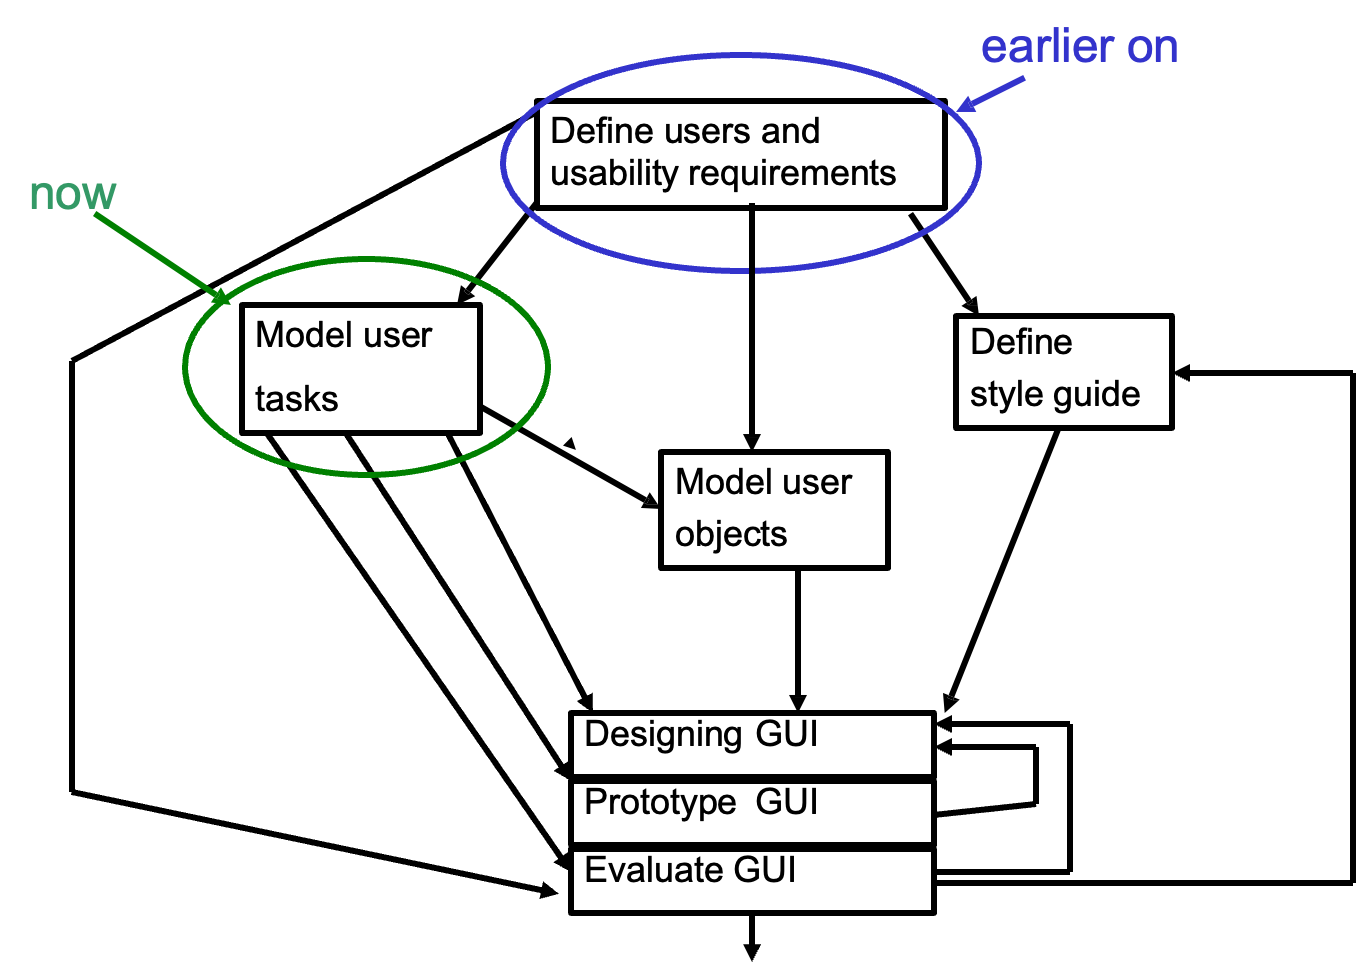 earlier on
Define users and
usability requirements
now
Model user
tasks
Define
style guide
Model user
objects
Designing GUI
Prototype GUI
Evaluate GUI